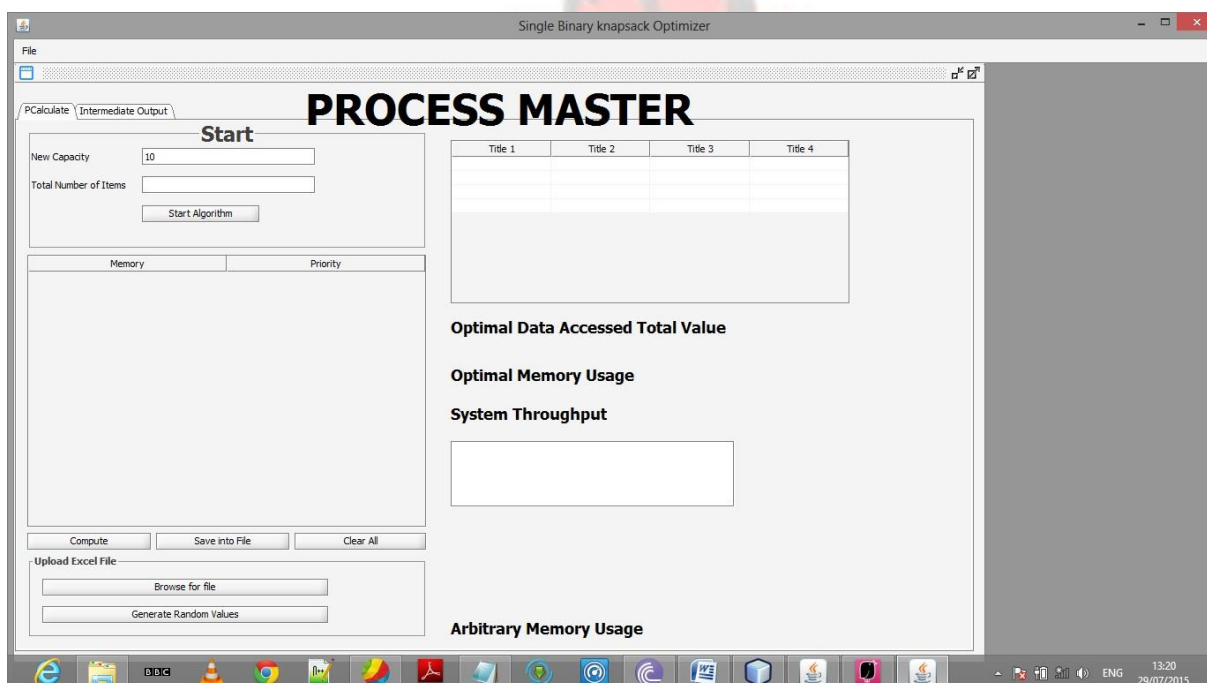 Single Binary knapsack Optimizer
File
PCalculate Intermediate Output
PROCESS MASTER
Start
New Capacity 10
Total Number of Items
Start Algorithm
Memory Priority
Title 1 Title 2 Title 3 Title 4
Optimal Data Accessed Total Value
Optimal Memory Usage
System Throughput
Compute Save into File Clear All
Upload Excel File
Browse for file
Generate Random Values
Arbitrary Memory Usage
BBC
ENG
13:20
29/07/2015